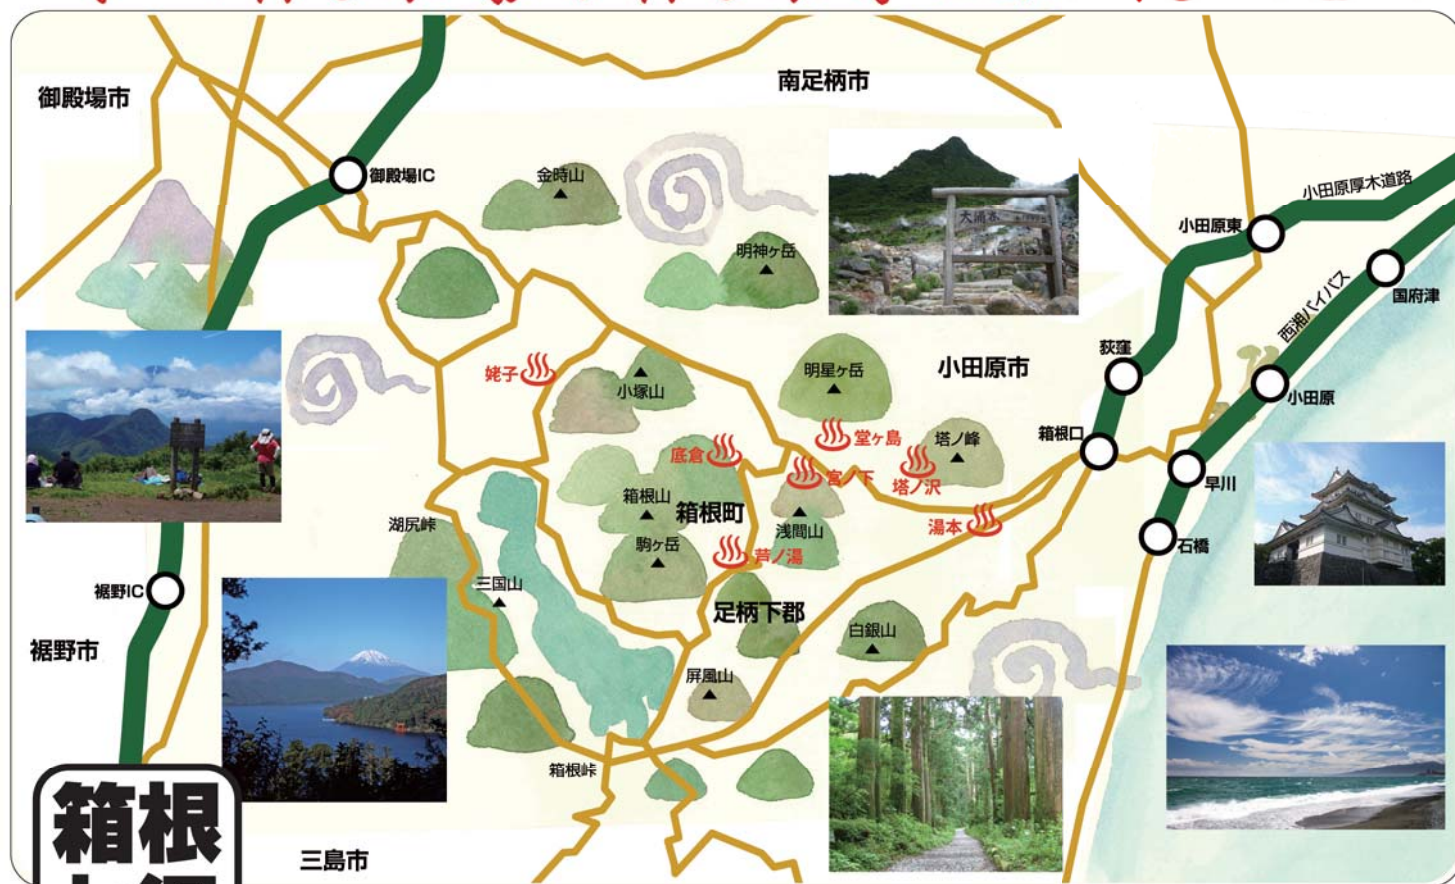 南足柄市
御殿場市
御殿場IC
金時山
小田原厚木道路
大涌谷
小田原東
明神ヶ岳
国府津
西湘バイパス
荻窪
小田原市
明星ヶ岳
姥子
小塚山
小田原
箱根口
堂ヶ島
塔ノ峰
底倉
宮ノ下
塔ノ沢
早川
箱根山
箱根町
湯本
湖尻峠
浅間山
石橋
駒ヶ岳
芦ノ湯
三国山
裾野IC
足柄下郡
白銀山
裾野市
屏風山
箱根峠
箱根
三島市